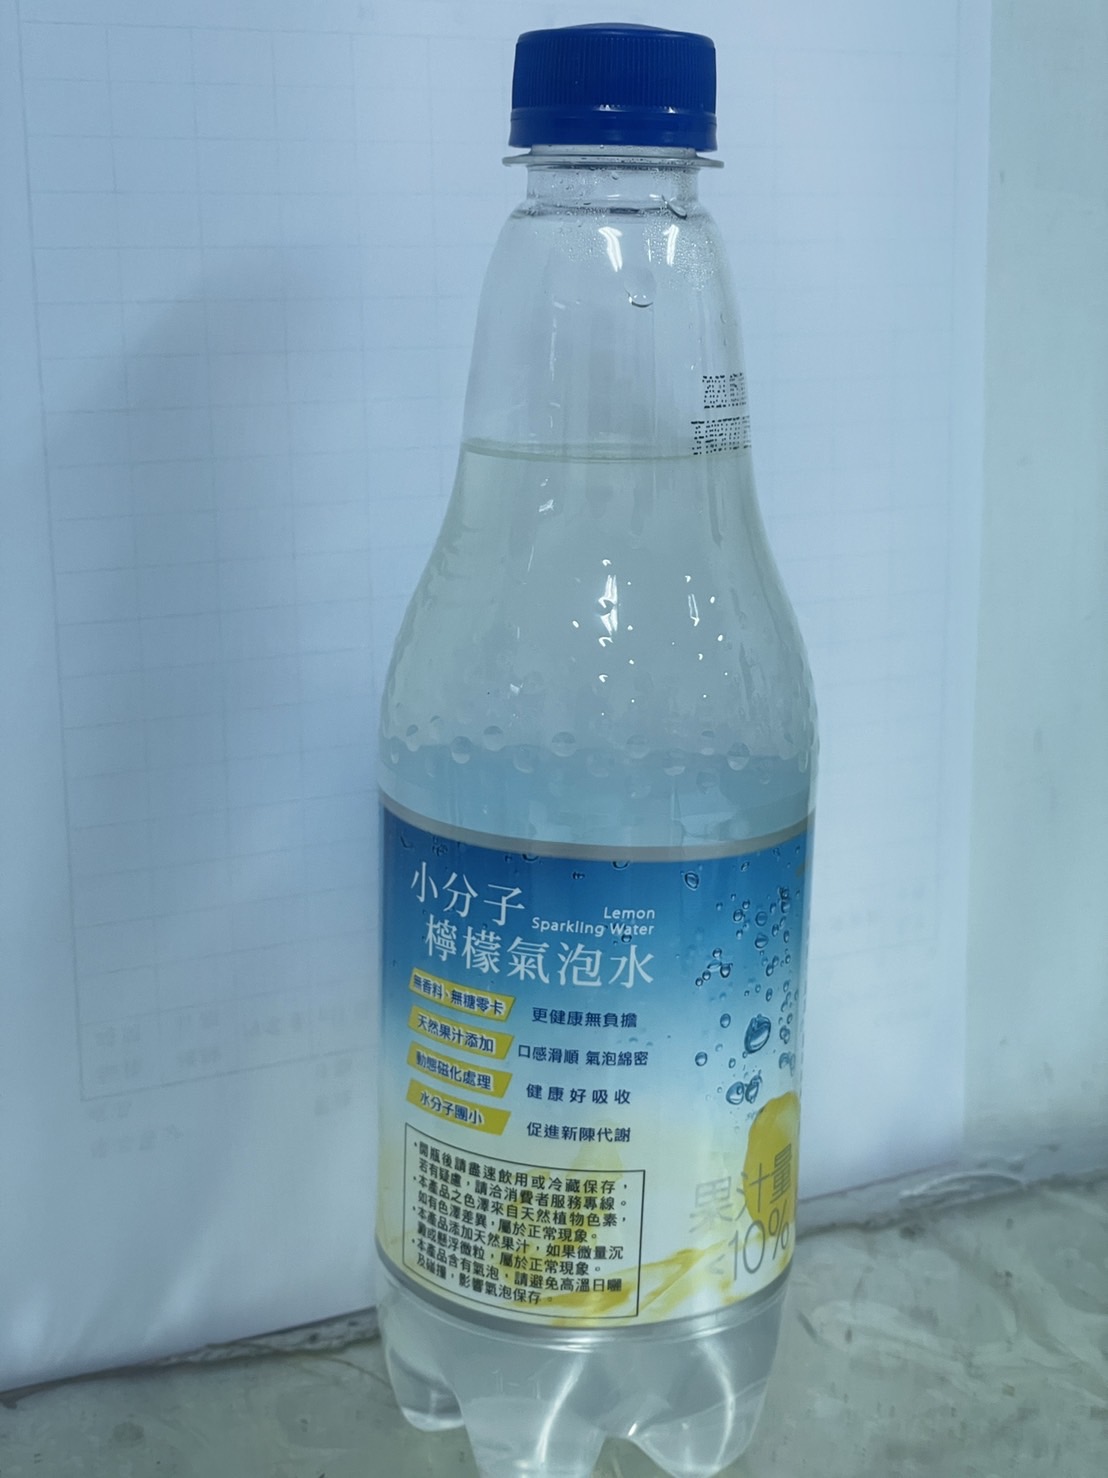 小分子
Lemon
Sparkling Water
檸檬氣泡水
無香料、無糖零卡 更健康無負擔
天然果汁添加 口感滑順 氣泡綿密
動態磁化處理 健康好吸收
水分子團小 促進新陳代謝
•開瓶後請盡速飲用或冷藏保存，
若有疑慮，請洽消費者服務專線。
•本產品之色澤來自天然植物色素，
如有色澤差異，屬於正常現象。
•本產品添加天然果汁，如果微量沉
澱或懸浮微粒，屬於正常現象。
•本產品含有氣泡，請避免高溫日曬
及碰撞，影響氣泡保存。
果汁量
<10%